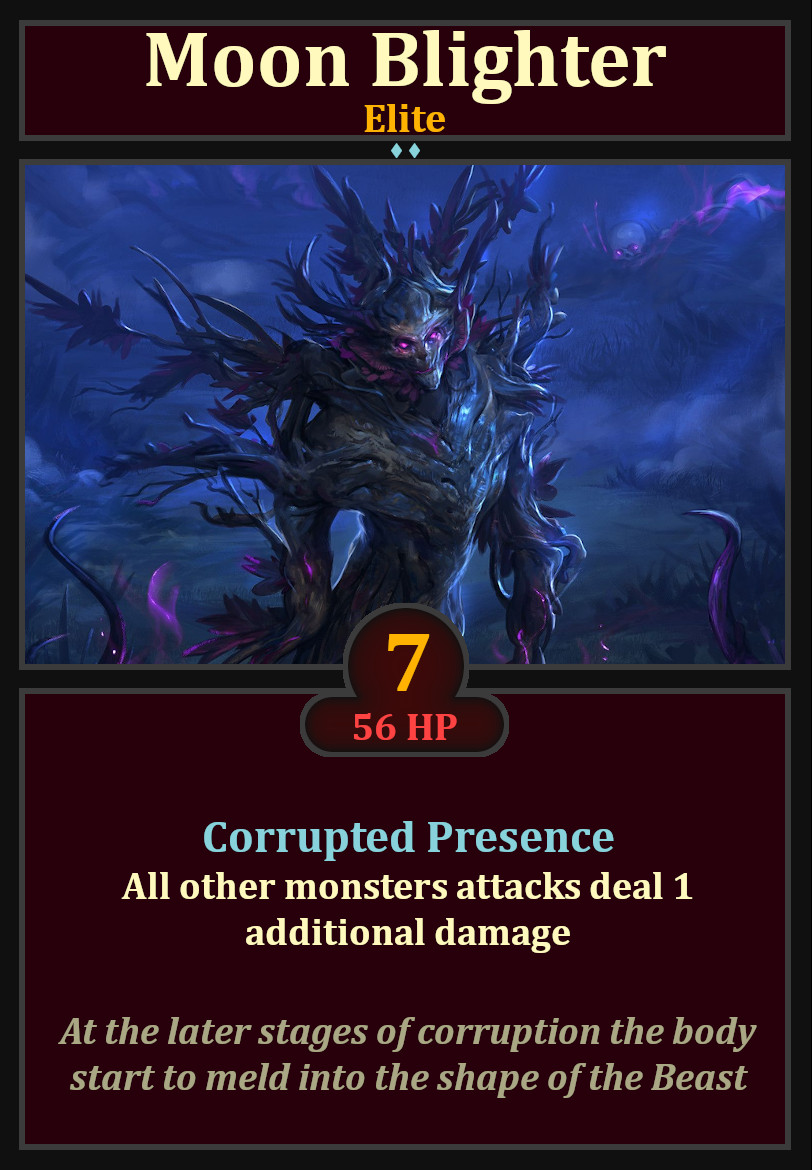 Moon Blighter
Elite
7
56 HP
Corrupted Presence
All other monsters attacks deal 1
additional damage
At the later stages of corruption the body
start to meld into the shape of the Beast